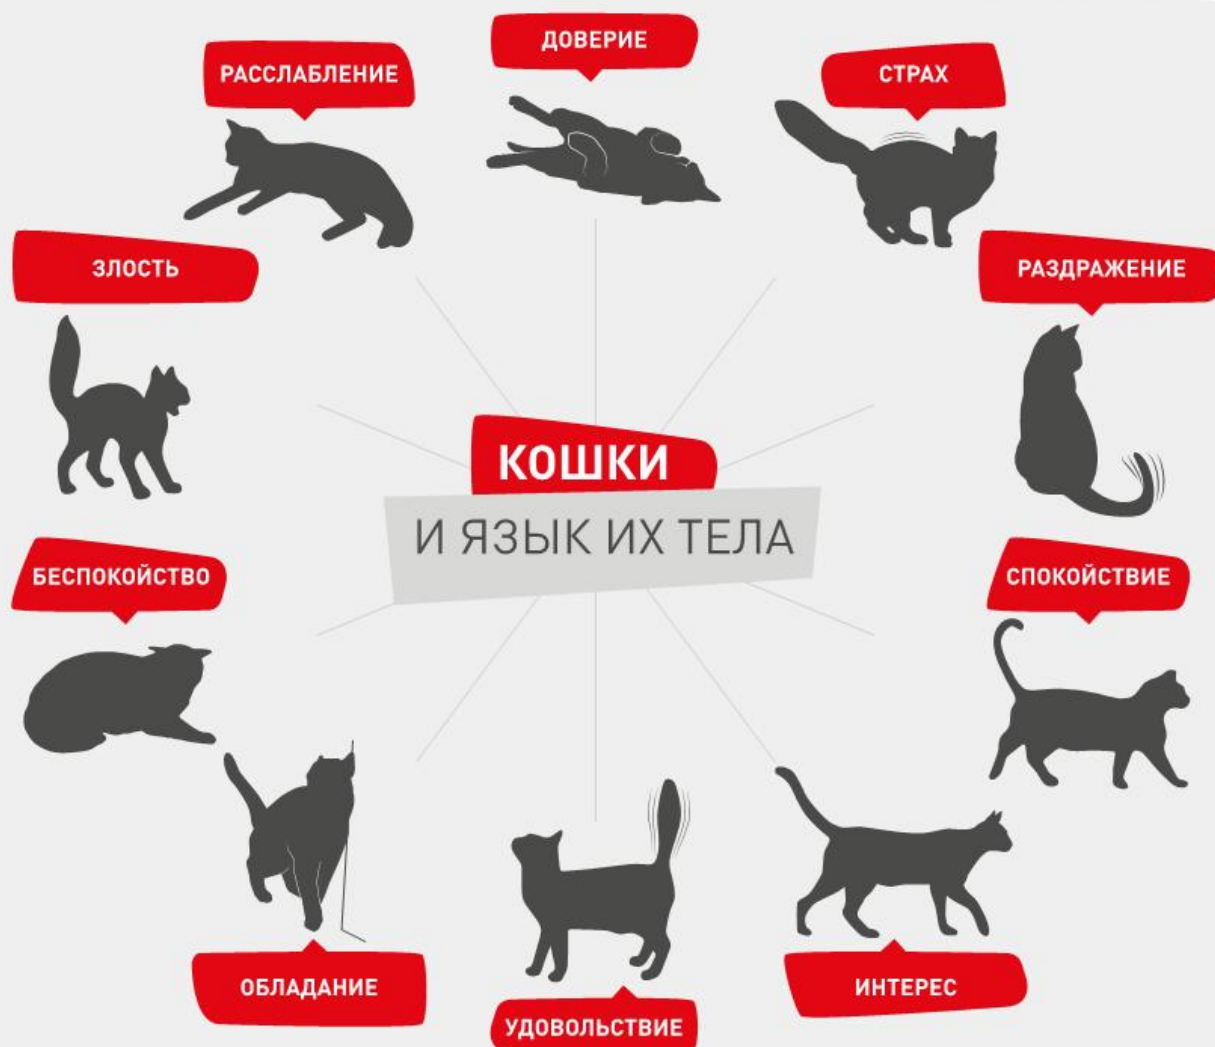 ДОВЕРИЕ
РАССЛАБЛЕНИЕ
СТРАХ
ЗЛОСТЬ
РАЗДРАЖЕНИЕ
КОШКИ
И ЯЗЫК ИХ ТЕЛА
БЕСПОКОЙСТВО
СПОКОЙСТВИЕ
ОБЛАДАНИЕ
УДОВОЛЬСТВИЕ
ИНТЕРЕС